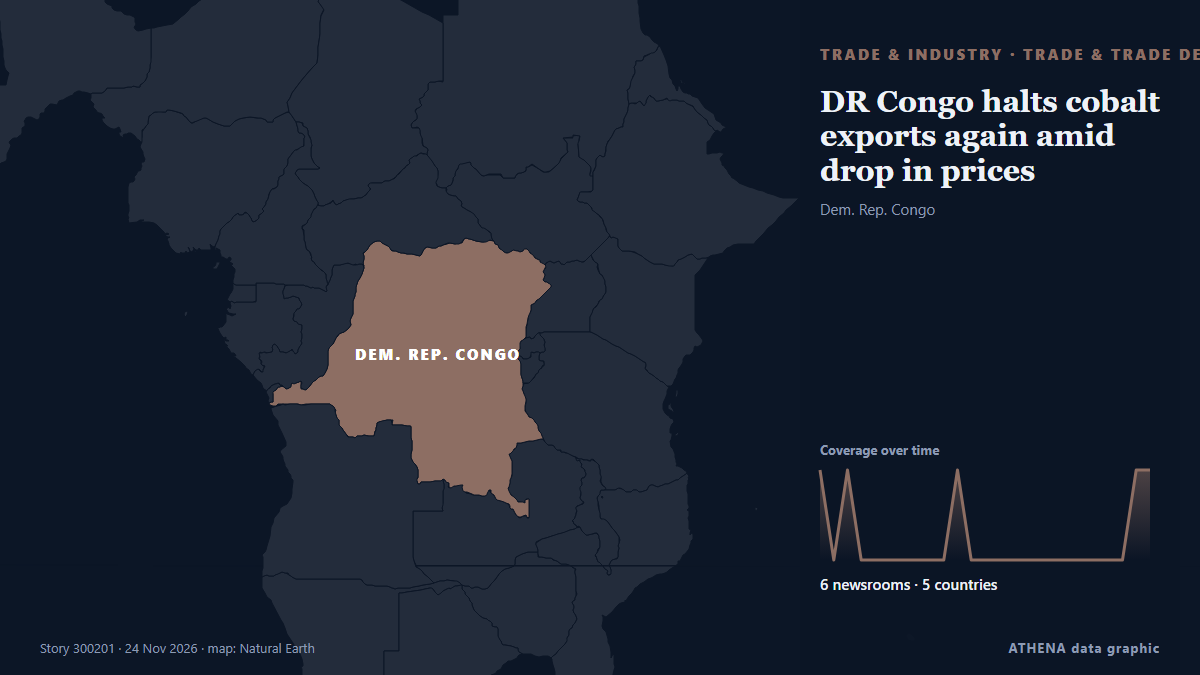 TRADE & INDUSTRY · TRADE & TRADE DE
DR Congo halts cobalt
exports again amid
drop in prices
Dem. Rep. Congo
DEM. REP. CONGO
Coverage over time
6 newsrooms · 5 countries
Story 300201 · 24 Nov 2026 · map: Natural Earth
ATHENA data graphic